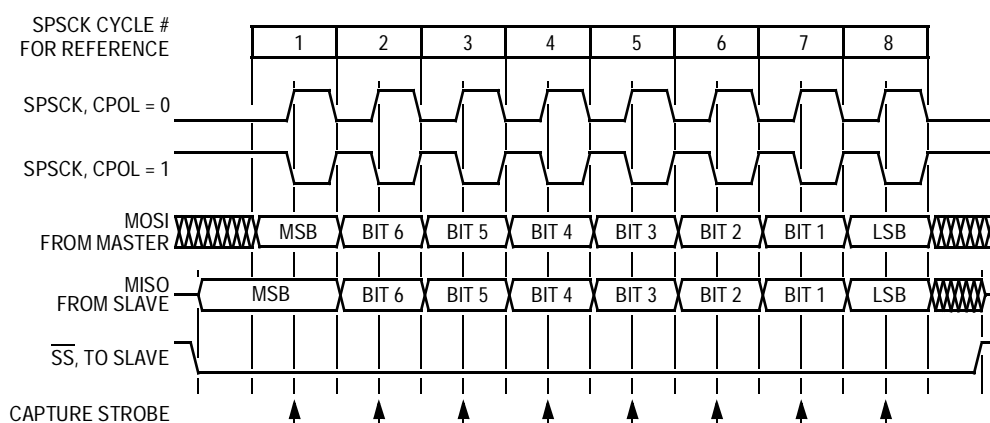 SPSCK CYCLE #
FOR REFERENCE
1 2 3 4 5 6 7 8
SPSCK, CPOL = 0
SPSCK, CPOL = 1
MOSI
FROM MASTER
MSB BIT 6 BIT 5 BIT 4 BIT 3 BIT 2 BIT 1 LSB
MISO
FROM SLAVE
MSB BIT 6 BIT 5 BIT 4 BIT 3 BIT 2 BIT 1 LSB
SS, TO SLAVE
CAPTURE STROBE